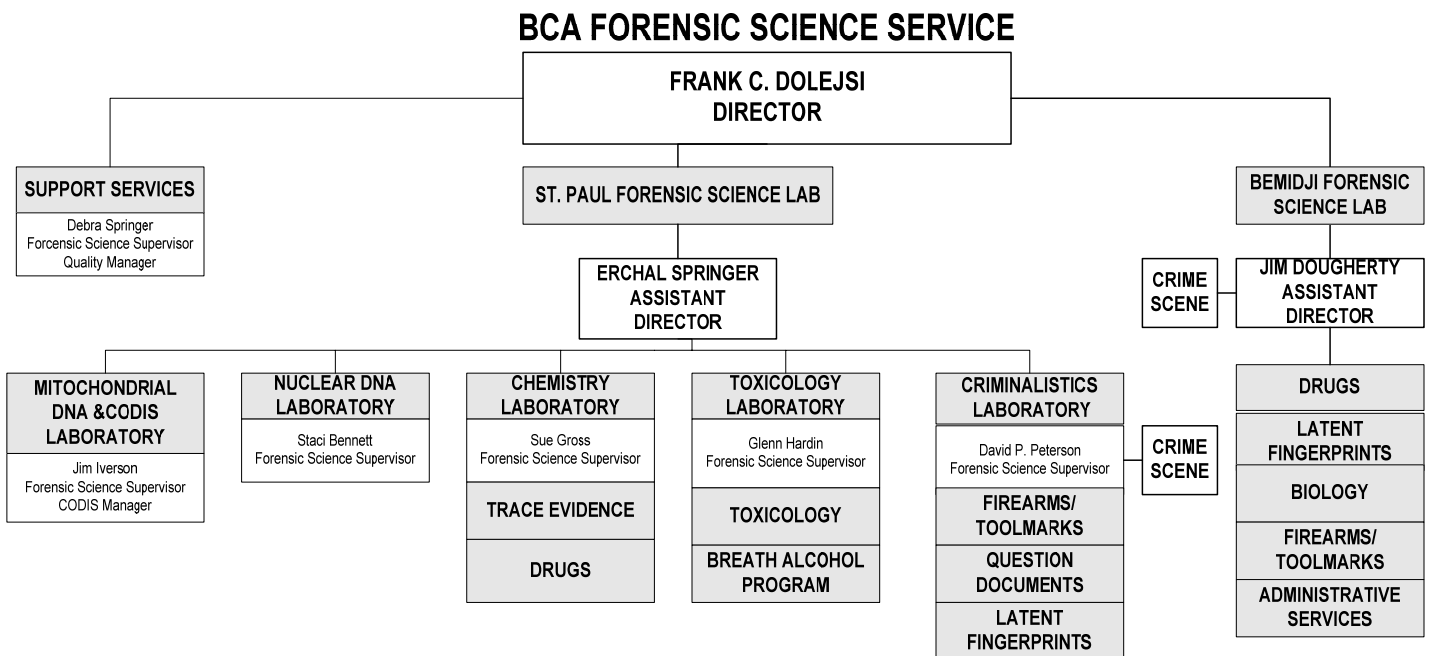 BCA FORENSIC SCIENCE SERVICE
FRANK C. DOLEJSI
DIRECTOR
SUPPORT SERVICES
Debra Springer
Forcensic Science Supervisor
Quality Manager
ST. PAUL FORENSIC SCIENCE LAB
BEMIDJI FORENSIC
SCIENCE LAB
ERCHAL SPRINGER
ASSISTANT
DIRECTOR
CRIME
SCENE
JIM DOUGHERTY
ASSISTANT
DIRECTOR
MITOCHONDRIAL
DNA &CODIS
LABORATORY
Jim Iverson
Forensic Science Supervisor
CODIS Manager
NUCLEAR DNA
LABORATORY
Staci Bennett
Forensic Science Supervisor
CHEMISTRY
LABORATORY
Sue Gross
Forensic Science Supervisor
TRACE EVIDENCE
DRUGS
TOXICOLOGY
LABORATORY
Glenn Hardin
Forensic Science Supervisor
TOXICOLOGY
BREATH ALCOHOL
PROGRAM
CRIMINALISTICS
LABORATORY
David P. Peterson
Forensic Science Supervisor
FIREARMS/
TOOLMARKS
QUESTION
DOCUMENTS
LATENT
FINGERPRINTS
CRIME
SCENE
DRUGS
LATENT
FINGERPRINTS
BIOLOGY
FIREARMS/
TOOLMARKS
ADMINISTRATIVE
SERVICES